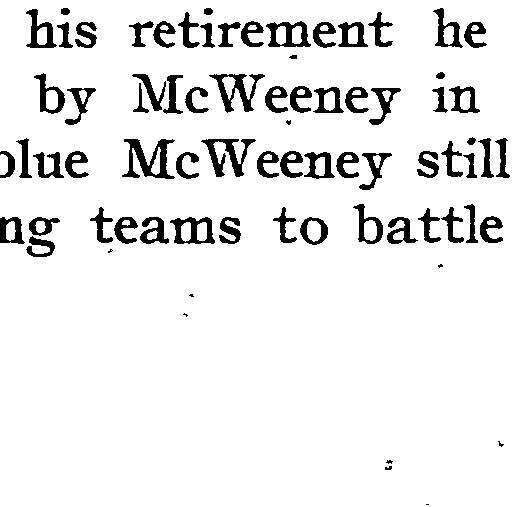 his retirement he
by McWeeney in
blue McWeeney still
ng teams to battle